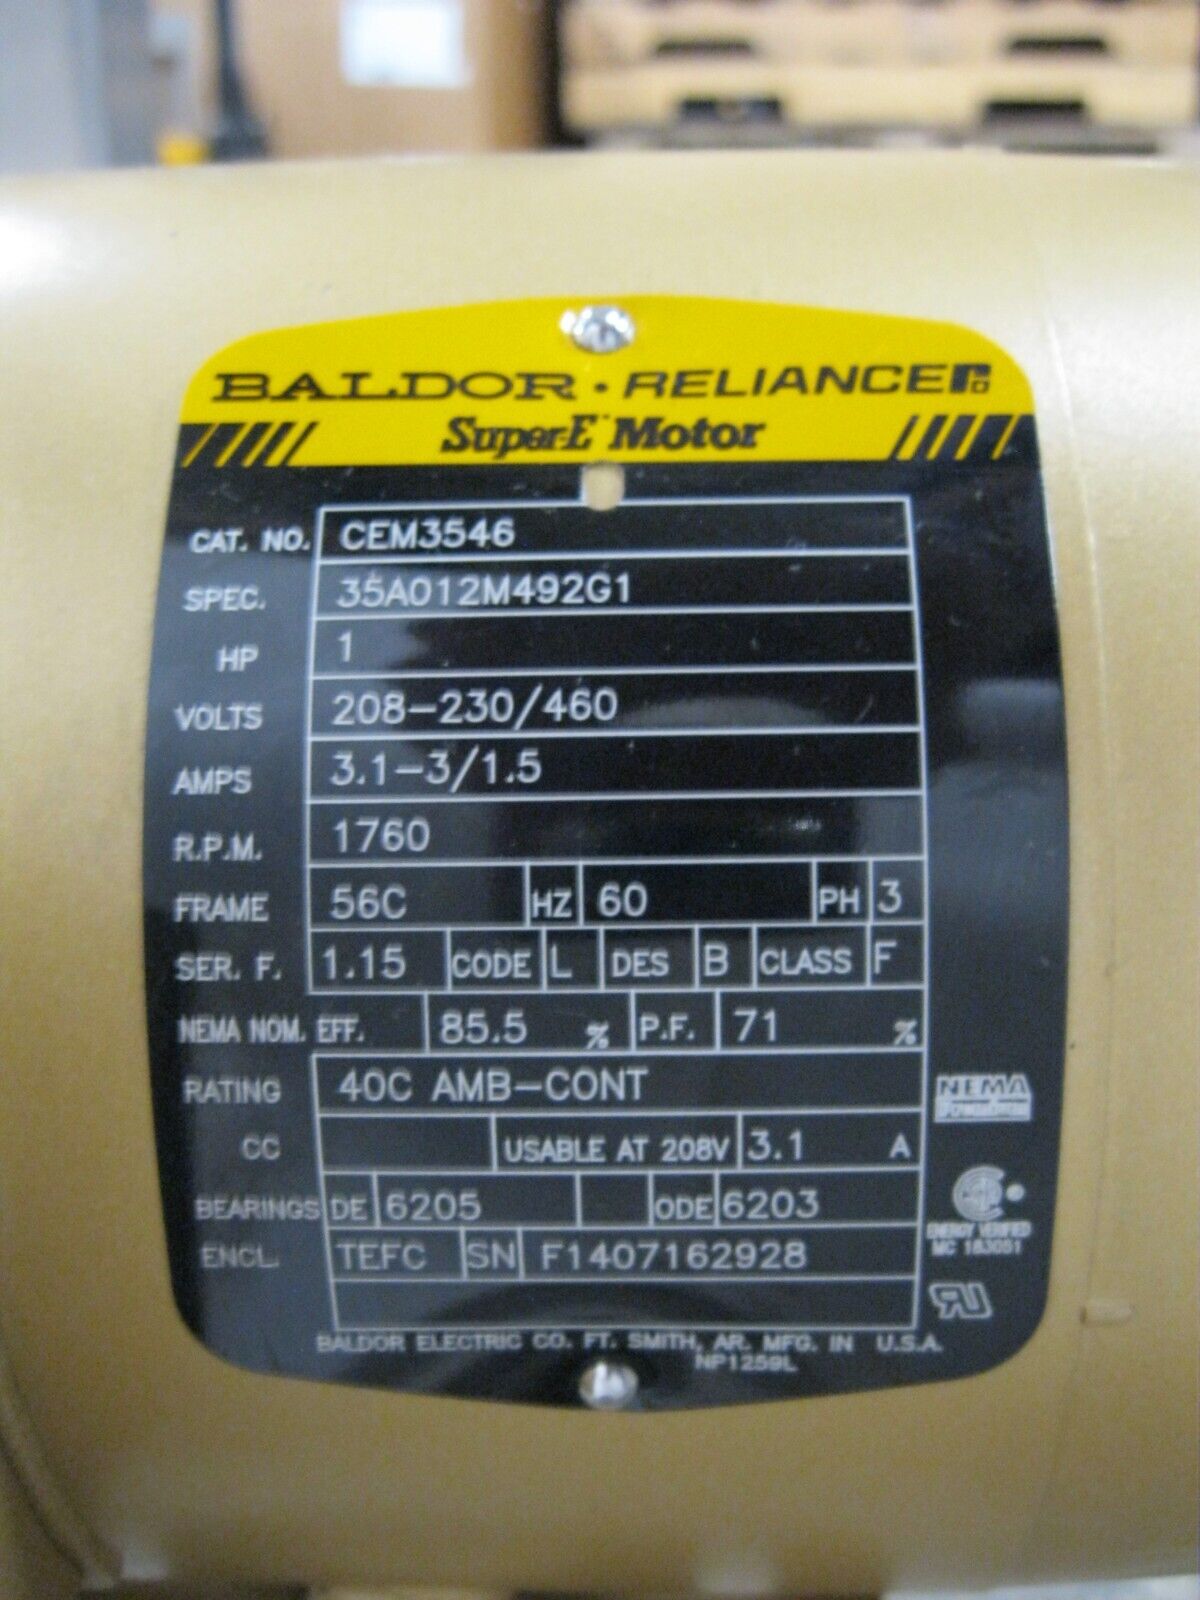 BALDOR · RELIANCE
Super-E Motor
CAT. NO. CEM3546
SPEC. 35A012M492G1
HP 1
VOLTS 208-230/460
AMPS 3.1-3/1.5
R.P.M. 1760
FRAME 56C HZ 60 PH 3
SER. F. 1.15 CODE L DES B CLASS F
NEMA NOM. EFF. 85.5 % P.F. 71 %
RATING 40C AMB-CONT
NEMA
CC USABLE AT 208V 3.1 A
BEARINGS DE 6205 ODE 6203
ENERGY VERIFIED
ENCL. TEFC SN F1407162928
BALDOR ELECTRIC CO. FT. SMITH, AR. MFG. IN U.S.A.
NP1259L